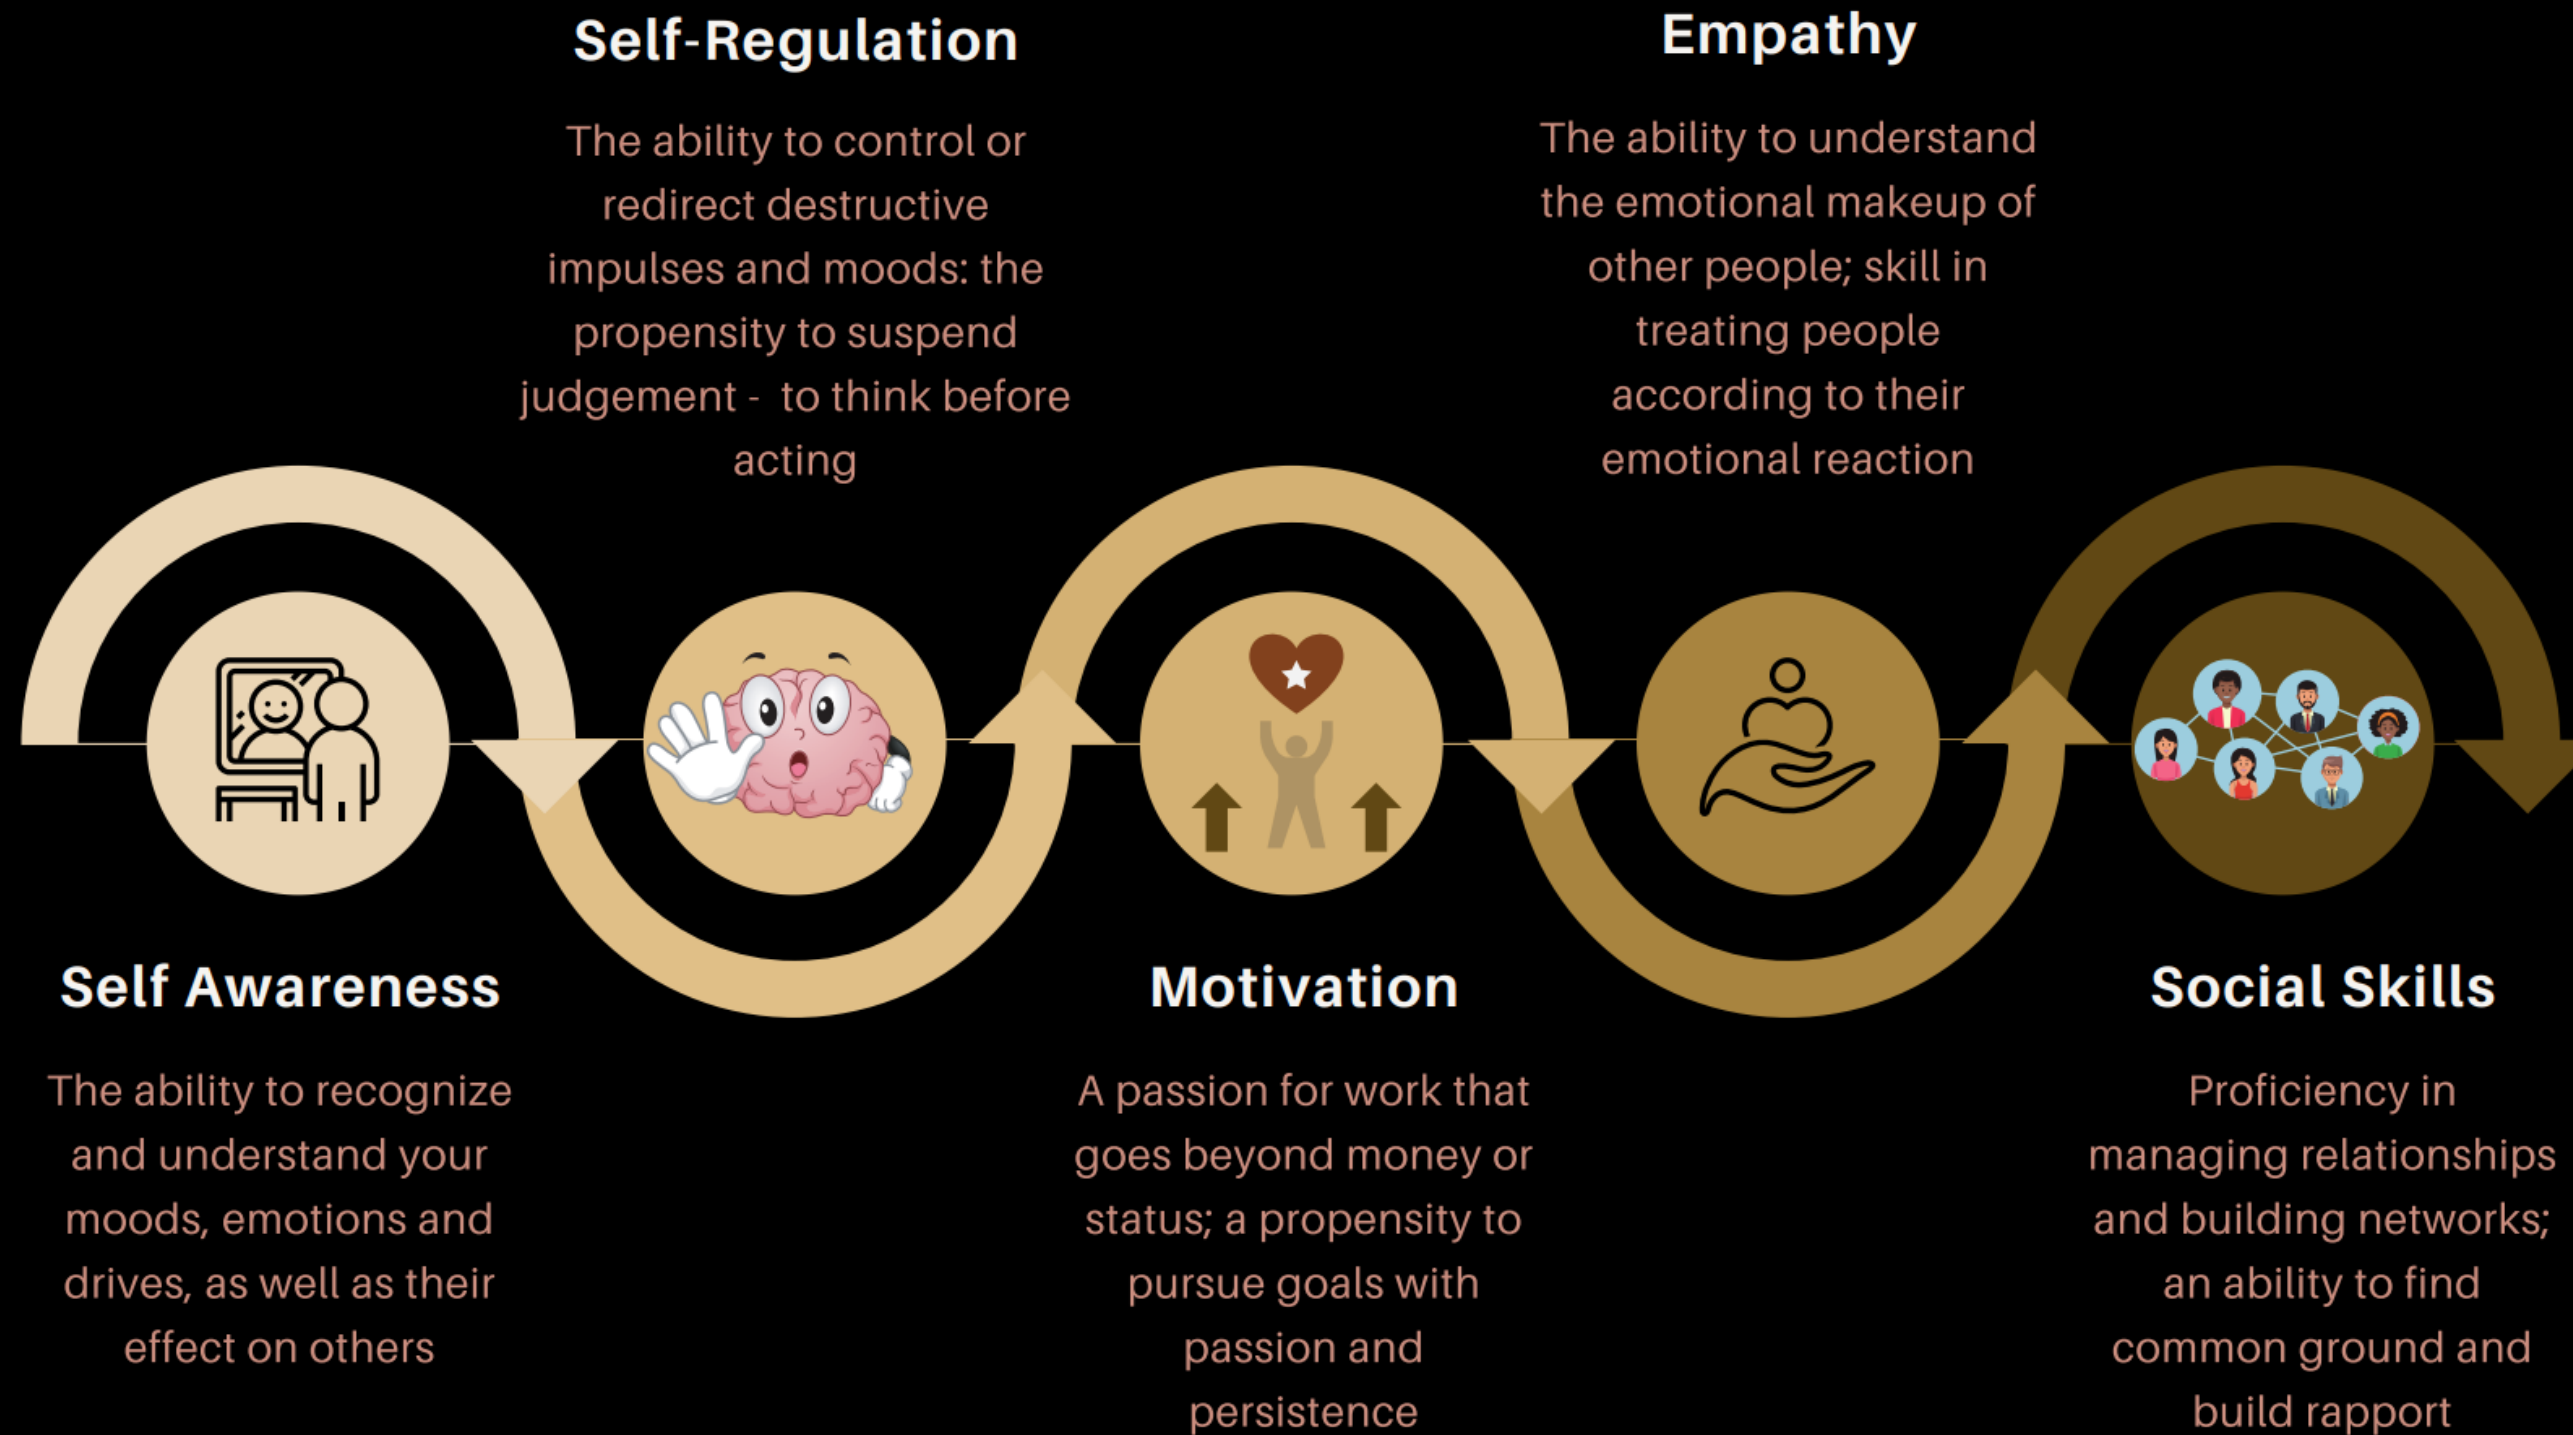 Self-Regulation
The ability to control or
redirect destructive
impulses and moods: the
propensity to suspend
judgement - to think before
acting
Empathy
The ability to understand
the emotional makeup of
other people; skill in
treating people
according to their
emotional reaction
Self Awareness
The ability to recognize
and understand your
moods, emotions and
drives, as well as their
effect on others
Motivation
A passion for work that
goes beyond money or
status; a propensity to
pursue goals with
passion and
persistence
Social Skills
Proficiency in
managing relationships
and building networks;
an ability to find
common ground and
build rapport